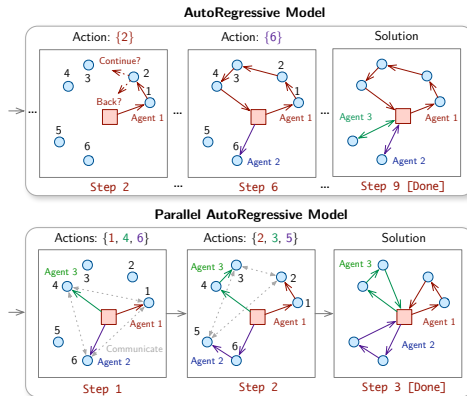 AutoRegressive Model
Action: {2}
Action: {6}
Solution
Continue?
Back?
4
3
2
1
5
6
Agent 1
4
3
2
1
5
6
Agent 1
Agent 2
Agent 3
Agent 1
Agent 2
...
...
...
Step 2
...
Step 6
...
Step 9 [Done]
Parallel AutoRegressive Model
Actions: {1, 4, 6}
Actions: {2, 3, 5}
Solution
Agent 3
4
3
2
1
5
6
Agent 1
Communicate
Agent 2
Agent 3
4
3
2
1
5
6
Agent 1
Agent 2
Agent 3
Agent 1
Agent 2
Step 1
Step 2
Step 3 [Done]